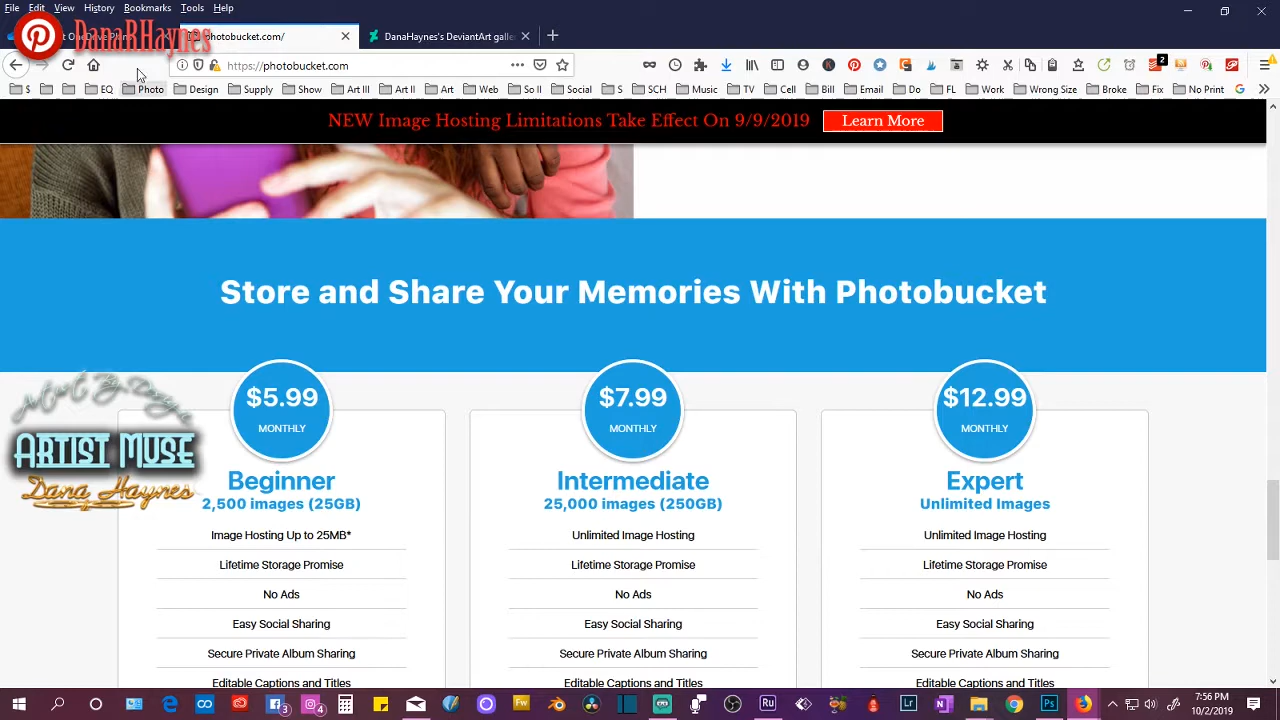 File Edit View History Bookmarks Tools Help
DanaRHaynes
photobucket.com/
DanaHaynes's DeviantArt galle
https://photobucket.com
2
$ EQ Photo Design Supply Show Art III Art II Art Web So II Social S SCH Music TV Cell Bill Email Do FL Work Wrong Size Broke Fix No Print
NEW Image Hosting Limitations Take Effect On 9/9/2019 Learn More
Store and Share Your Memories With Photobucket
$5.99 $7.99 $12.99
MONTHLY MONTHLY MONTHLY
Artist By Design
ARTIST MUSE
Dana Haynes
Beginner Intermediate Expert
2,500 images (25GB) 25,000 images (250GB) Unlimited Images
Image Hosting Up to 25MB* Unlimited Image Hosting Unlimited Image Hosting
Lifetime Storage Promise Lifetime Storage Promise Lifetime Storage Promise
No Ads No Ads No Ads
Easy Social Sharing Easy Social Sharing Easy Social Sharing
Secure Private Album Sharing Secure Private Album Sharing Secure Private Album Sharing
Editable Captions and Titles Editable Captions and Titles Editable Captions and Titles
7:56 PM
10/2/2019